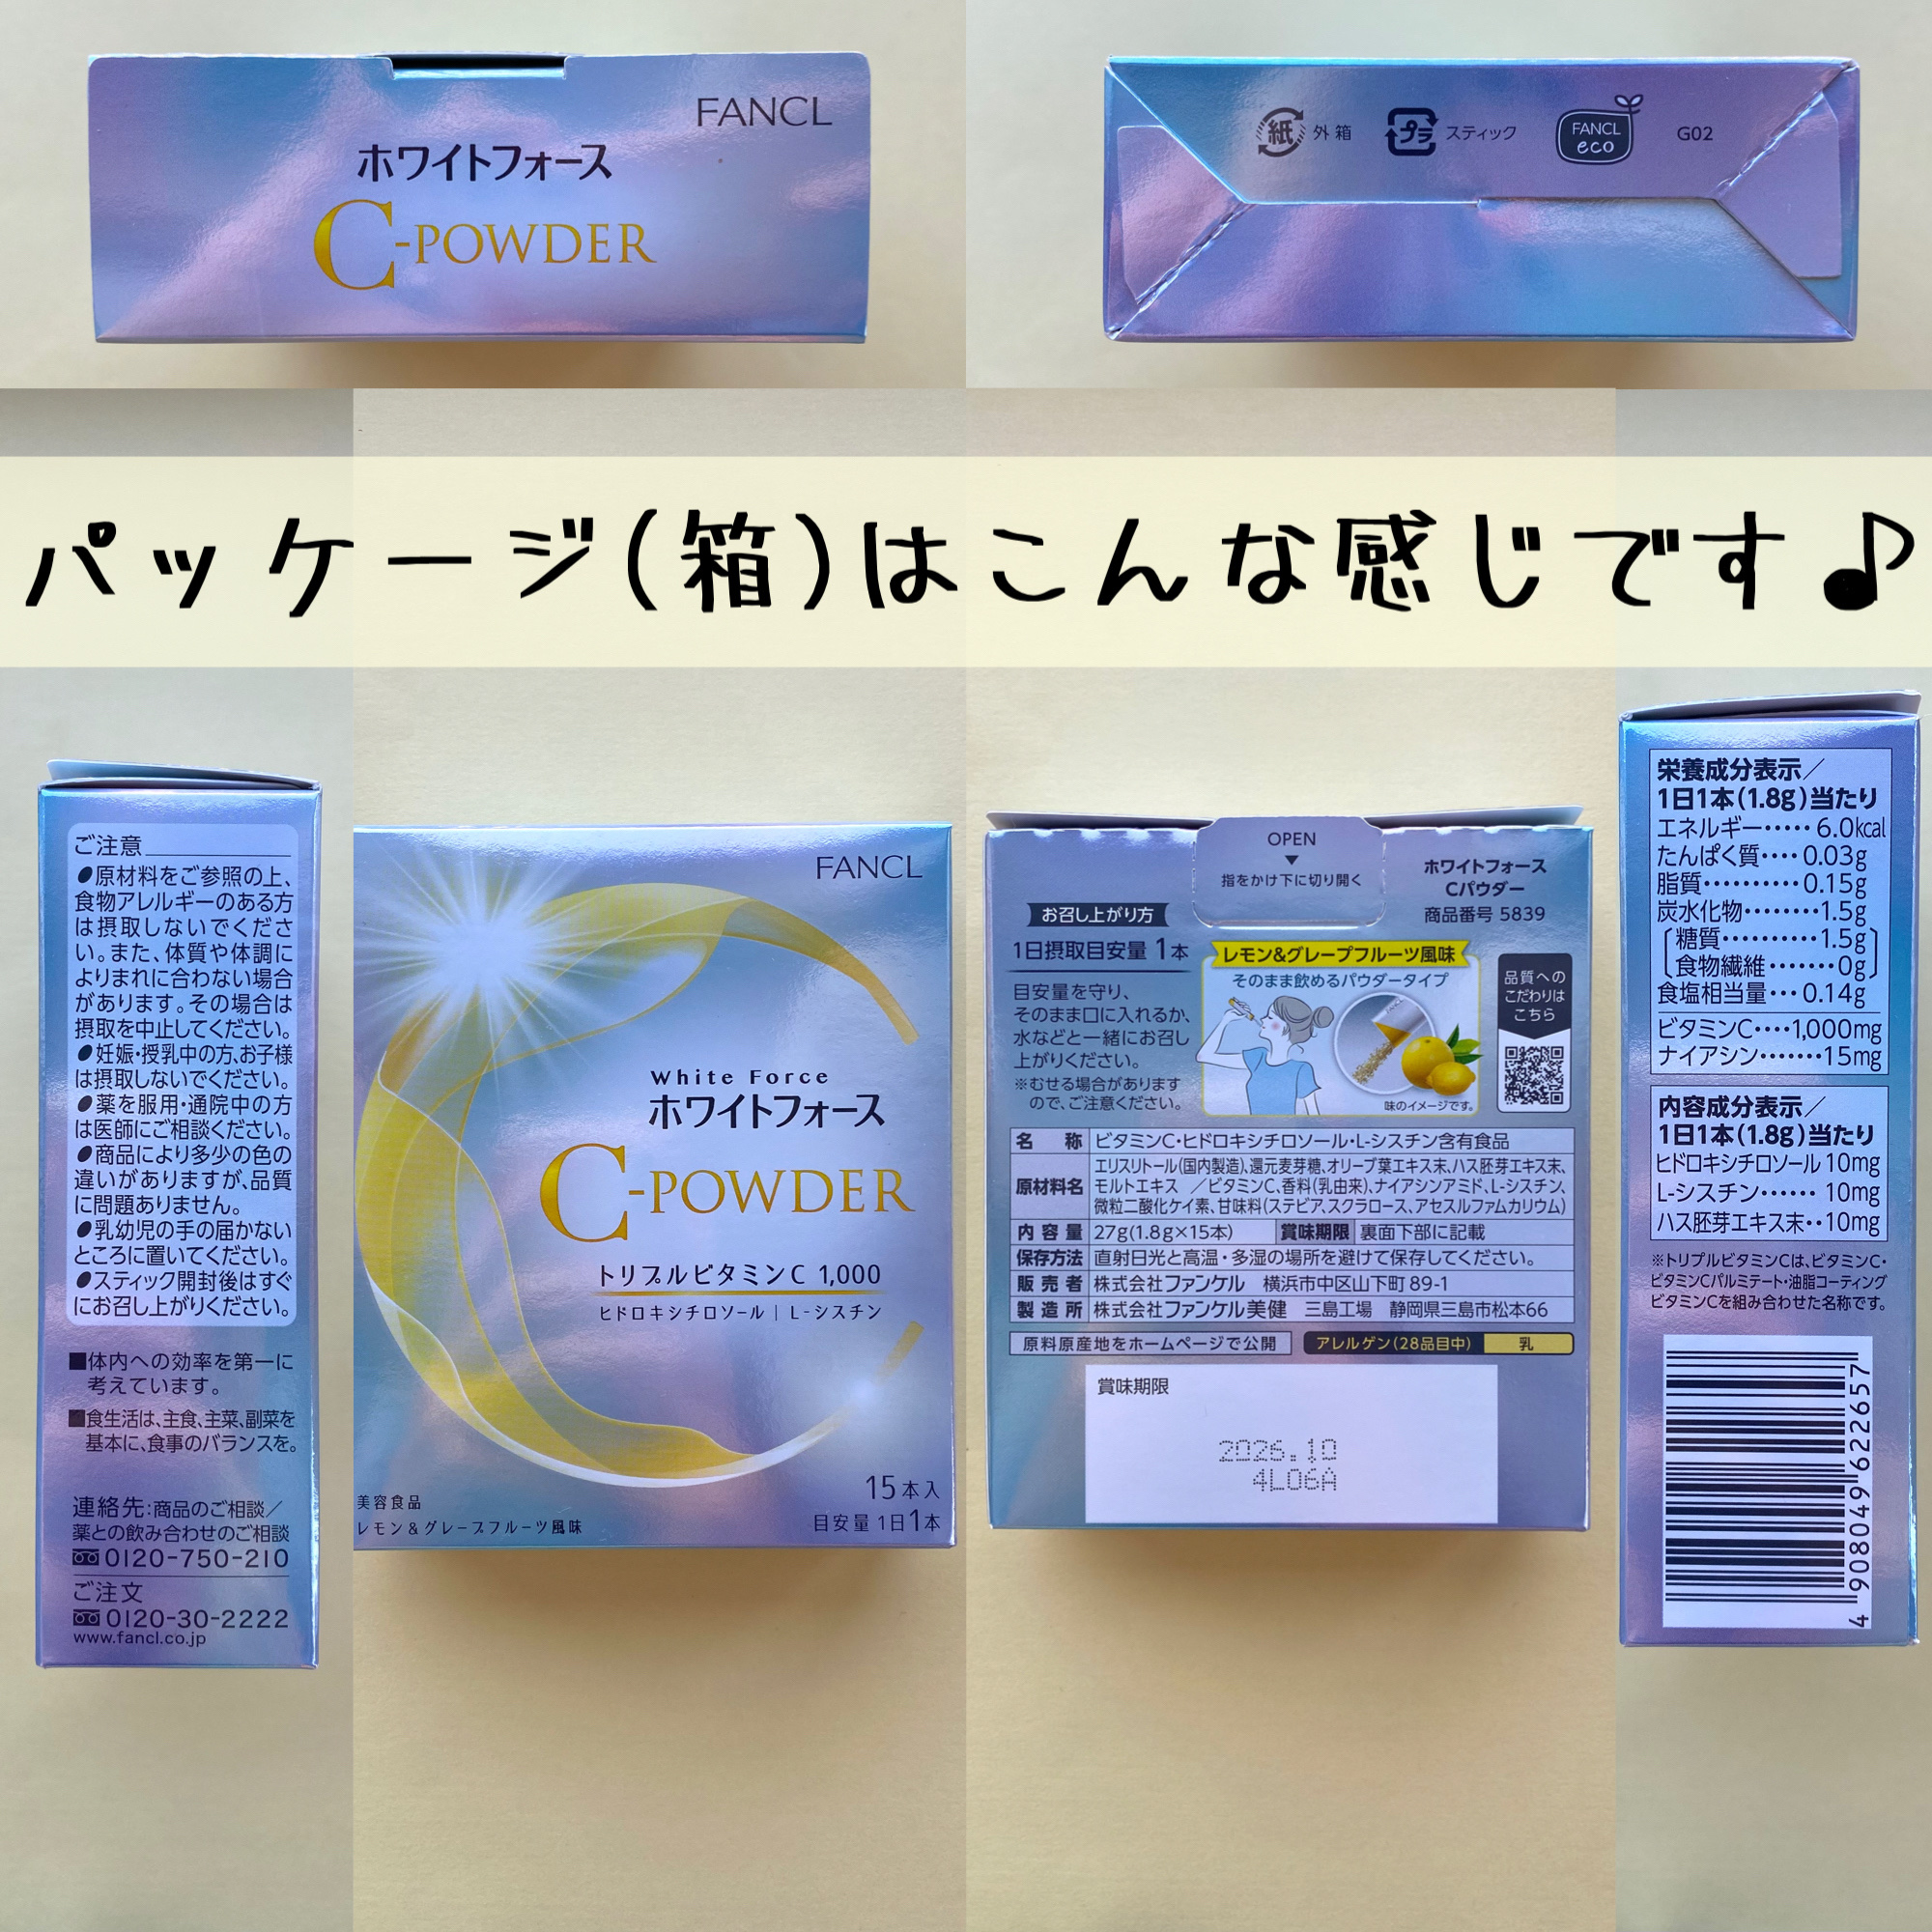 FANCL
ホワイトフォース
C-POWDER
紙 外箱
プラ スティック
FANCL
eco
G02
パッケージ(箱)はこんな感じです♪
ご注意
●原材料をご参照の上、
食物アレルギーのある方
は摂取しないでくださ
い。また、体質や体調に
よりまれに合わない場合
があります。その場合は
摂取を中止してください。
●妊娠・授乳中の方、お子様
は摂取しないでください。
●薬を服用・通院中の方
は医師にご相談ください。
●商品により多少の色の
違いがありますが、品質
に問題ありません。
●乳幼児の手の届かない
ところに置いてください。
●スティック開封後はすぐ
にお召し上がりください。
■体内への効率を第一に
考えています。
■食生活は、主食、主菜、副菜を
基本に、食事のバランスを。
連絡先:商品のご相談/
薬との飲み合わせのご相談
0120-750-210
ご注文
0120-30-2222
www.fancl.co.jp
FANCL
White Force
ホワイトフォース
C-POWDER
トリプルビタミンC 1,000
ヒドロキシチロソール | L-シスチン
15本入
目安量 1日1本
美容食品
レモン&グレープフルーツ風味
OPEN
▼
指をかけ下に切り開く
ホワイトフォース
Cパウダー
商品番号 5839
お召し上がり方
1日摂取目安量 1本
目安量を守り、
そのまま口に入れるか、
水などと一緒にお召し
上がりください。
※むせる場合があります
ので、ご注意ください。
レモン&グレープフルーツ風味
そのまま飲めるパウダータイプ
味のイメージです。
品質への
こだわりは
こちら
名称 ビタミンC・ヒドロキシチロソール・L-シスチン含有食品
原材料名 エリスリトール(国内製造)、還元麦芽糖、オリーブ葉エキス末、ハス胚芽エキス末、
モルトエキス /ビタミンC、香料(乳由来)、ナイアシンアミド、L-シスチン、
微粒二酸化ケイ素、甘味料(ステビア、スクラロース、アセスルファムカリウム)
内容量 27g(1.8g×15本) 賞味期限 裏面下部に記載
保存方法 直射日光と高温・多湿の場所を避けて保存してください。
販売者 株式会社ファンケル 横浜市中区山下町89-1
製造所 株式会社ファンケル美健 三島工場 静岡県三島市松本66
原料原産地をホームページで公開 アレルゲン(28品目中) 乳
賞味期限
2026.10
4L06A
栄養成分表示/
1日1本(1.8g)当たり
エネルギー・・・・・6.0kcal
たんぱく質・・・・0.03g
脂質・・・・・・・・・・0.15g
炭水化物・・・・・・・・1.5g
糖質・・・・・・・・・・1.5g
食物繊維・・・・・・・0g
食塩相当量・・・0.14g
ビタミンC・・・・1,000mg
ナイアシン・・・・・・・15mg
内容成分表示/
1日1本(1.8g)当たり
ヒドロキシチロソール 10mg
L-シスチン・・・・・・ 10mg
ハス胚芽エキス末・・10mg
※トリプルビタミンCは、ビタミンC・
ビタミンCパルミテート・油脂コーティング
ビタミンCを組み合わせた名称です。
4 908049 622657